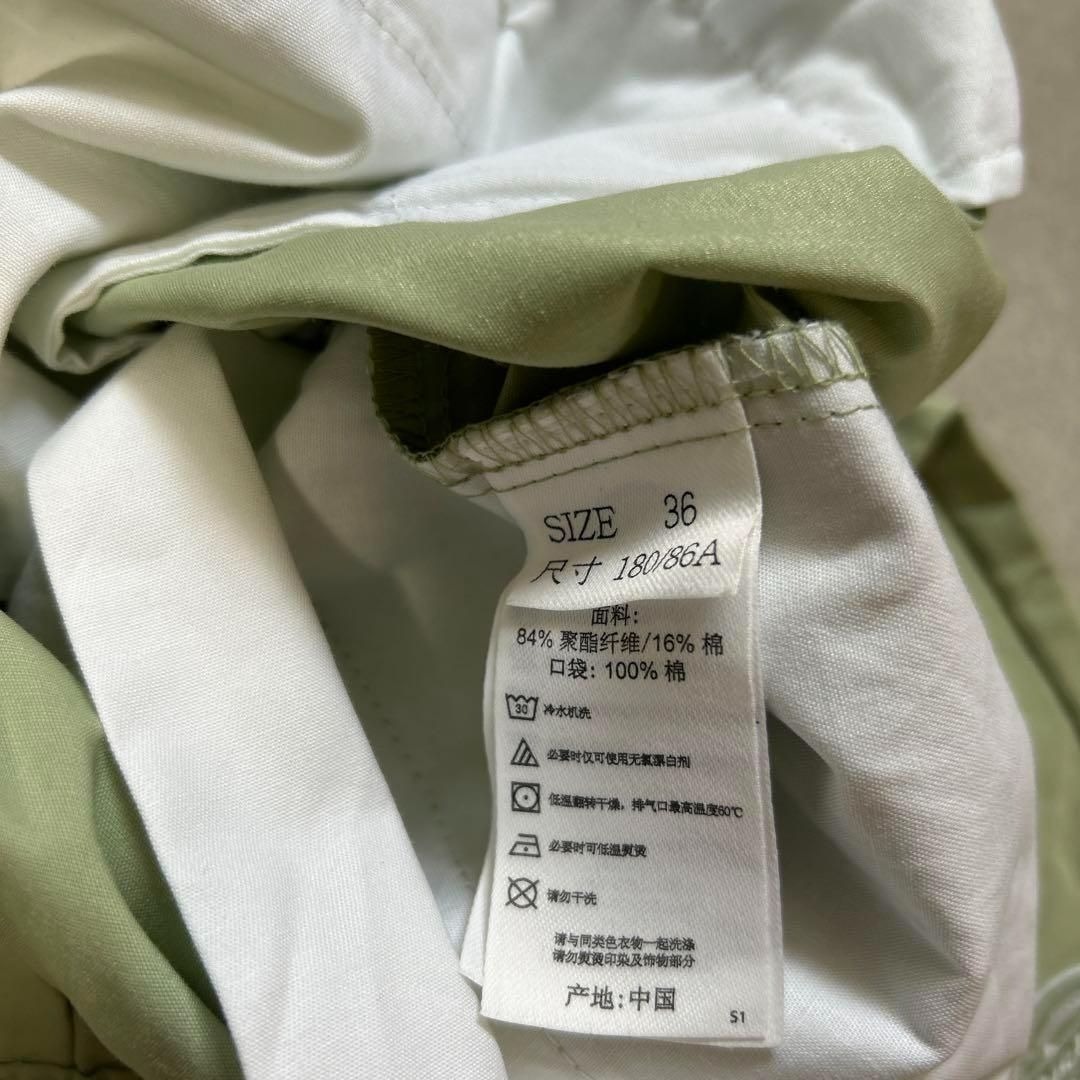 SIZE 36
尺寸 180/86A
面料:
84% 聚酯纤维/16% 棉
口袋: 100% 棉
30 冷水机洗
必要时仅可使用无氯漂白剂
低温翻转干燥，排气口最高温度60℃
必要时可低温熨烫
请勿干洗
请与同类色衣物一起洗涤
请勿熨烫印染及饰物部分
产地:中国
S1